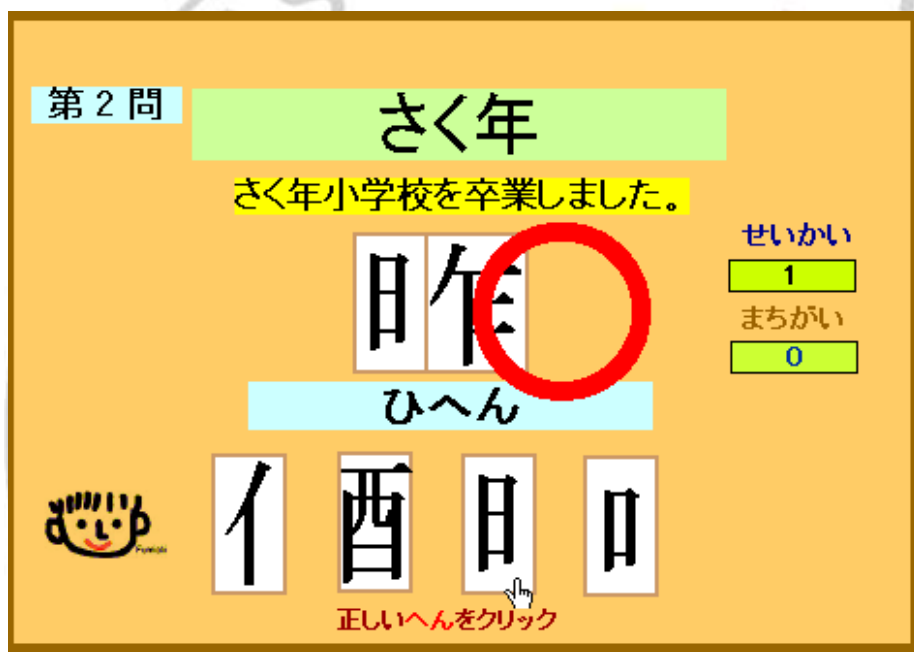 第2問
さく年
さく年小学校を卒業しました。
昨
せいかい
1
まちがい
0
ひへん
亻 酉 日 口
Fumoto
正しいへんをクリック